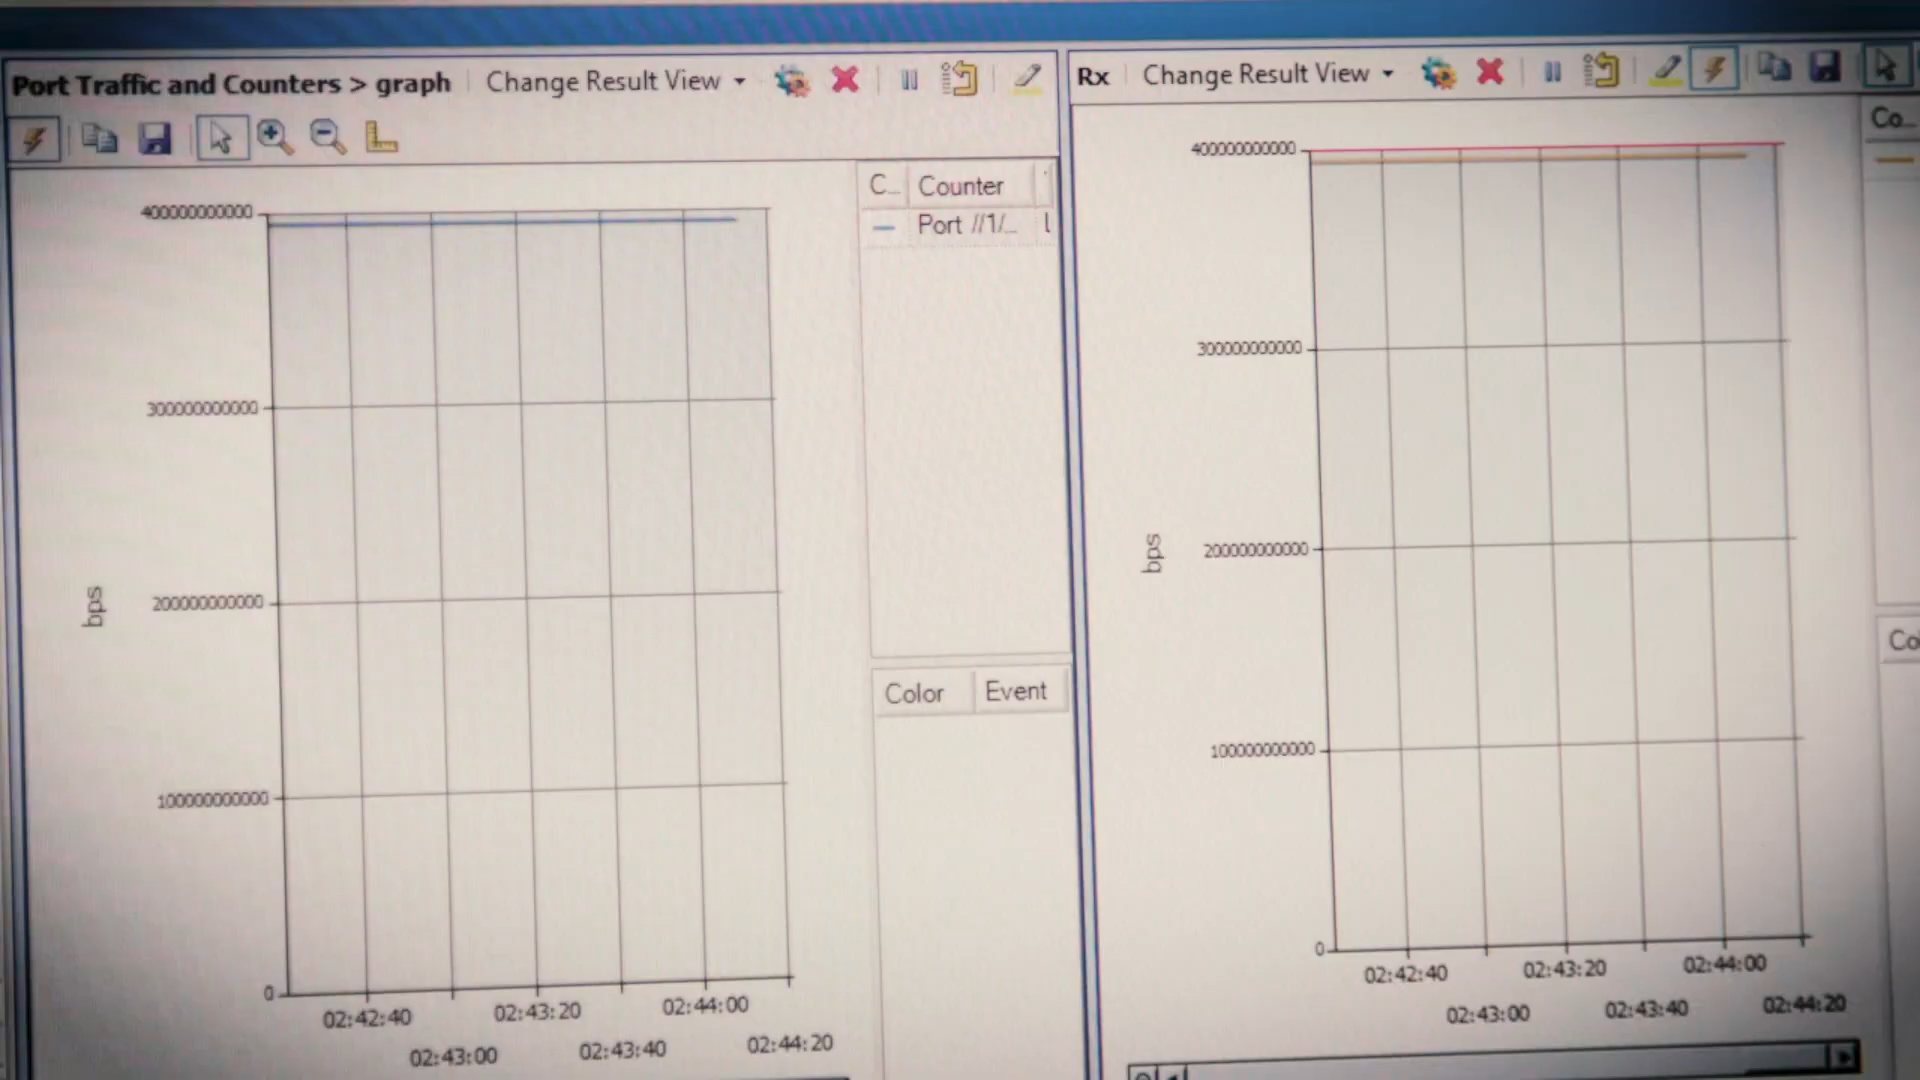 Port Traffic and Counters > graph Change Result View
400000000000
300000000000
200000000000
100000000000
0
bps
02:42:40 02:43:20 02:44:00
02:43:00 02:43:40 02:44:20
C... Counter
Port //1/...
Color Event
Rx Change Result View
400000000000
300000000000
200000000000
100000000000
0
bps
02:42:40 02:43:20 02:44:00
02:43:00 02:43:40 02:44:20
Co...
Co